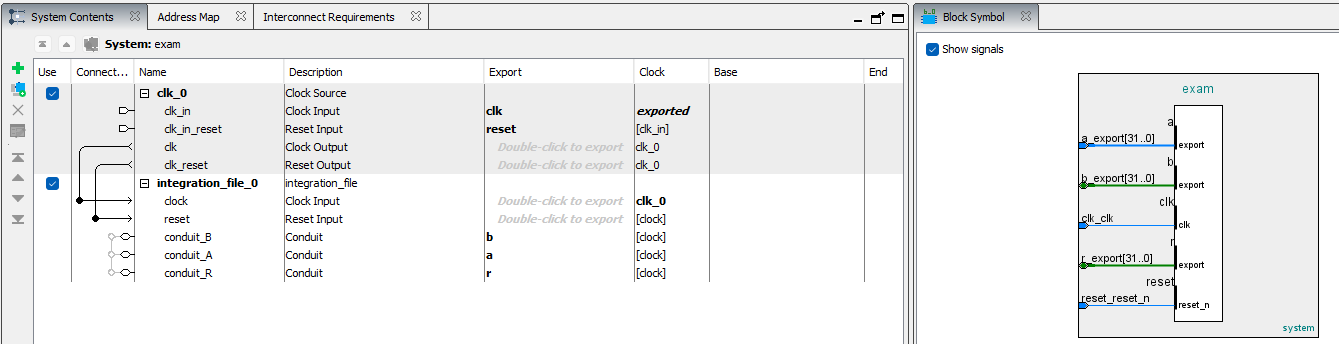 System Contents Address Map Interconnect Requirements
System: exam
Use Connect... Name Description Export Clock Base End
clk_0 Clock Source
clk_in Clock Input clk exported
clk_in_reset Reset Input reset [clk_in]
clk Clock Output Double-click to export clk_0
clk_reset Reset Output Double-click to export clk_0
integration_file_0 integration_file
clock Clock Input Double-click to export clk_0
reset Reset Input Double-click to export [clock]
conduit_B Conduit b [clock]
conduit_A Conduit a [clock]
conduit_R Conduit r [clock]
Block Symbol
Show signals
exam
a
a_export[31..0] export
b
b_export[31..0] export
clk
clk_clk clk
r
r_export[31..0] export
reset
reset_reset_n reset_n
system